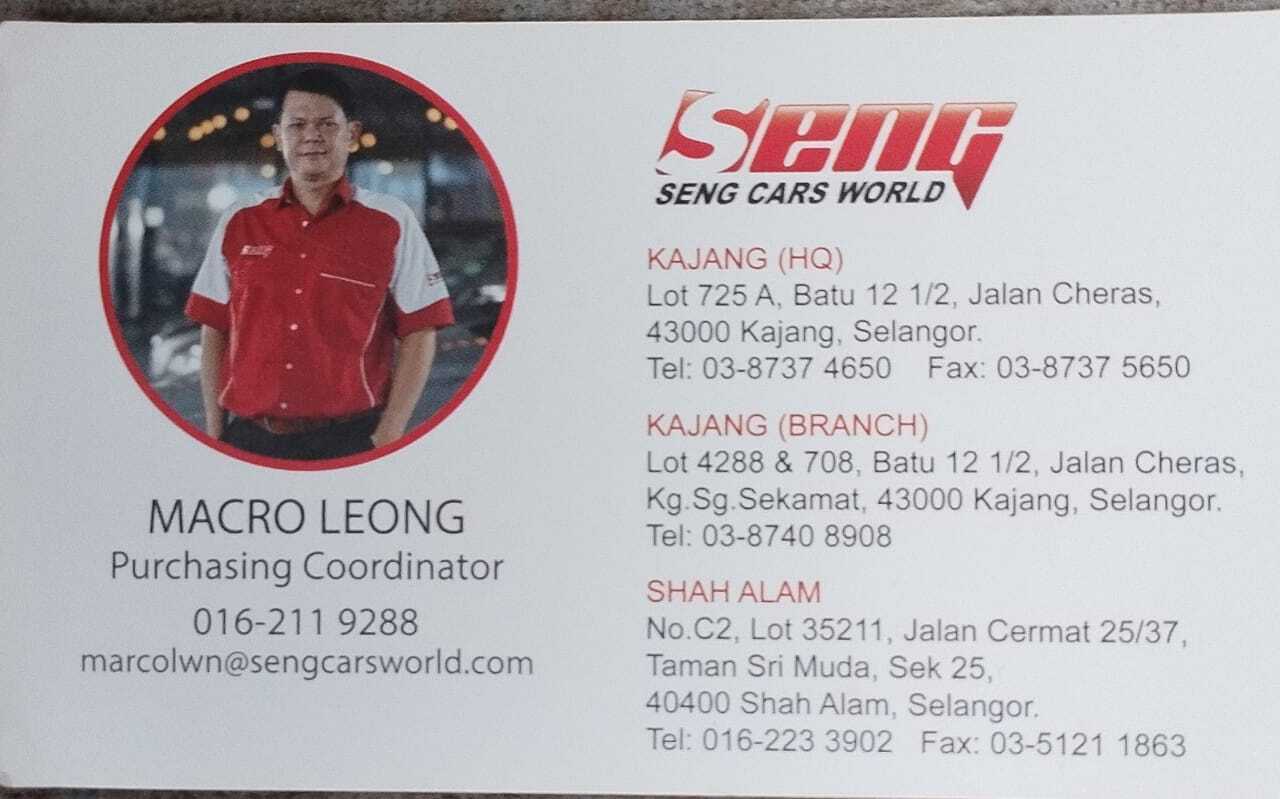 MACRO LEONG
Purchasing Coordinator
016-211 9288
marcolwn@sengcarsworld.com
Seng
SENG CARS WORLD
KAJANG (HQ)
Lot 725 A, Batu 12 1/2, Jalan Cheras,
43000 Kajang, Selangor.
Tel: 03-8737 4650 Fax: 03-8737 5650
KAJANG (BRANCH)
Lot 4288 & 708, Batu 12 1/2, Jalan Cheras,
Kg.Sg.Sekamat, 43000 Kajang, Selangor.
Tel: 03-8740 8908
SHAH ALAM
No.C2, Lot 35211, Jalan Cermat 25/37,
Taman Sri Muda, Sek 25,
40400 Shah Alam, Selangor.
Tel: 016-223 3902 Fax: 03-5121 1863
Seng